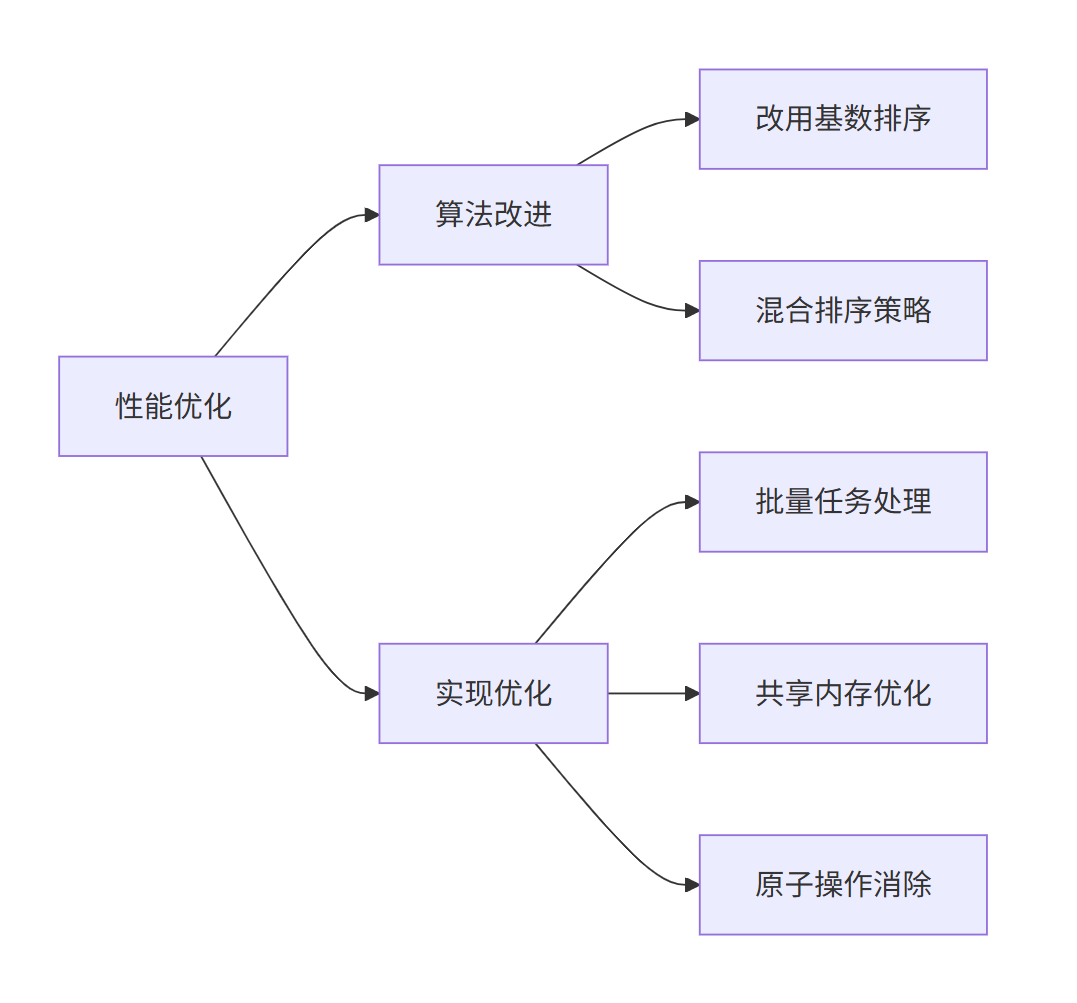 性能优化
算法改进
改用基数排序
混合排序策略
实现优化
批量任务处理
共享内存优化
原子操作消除